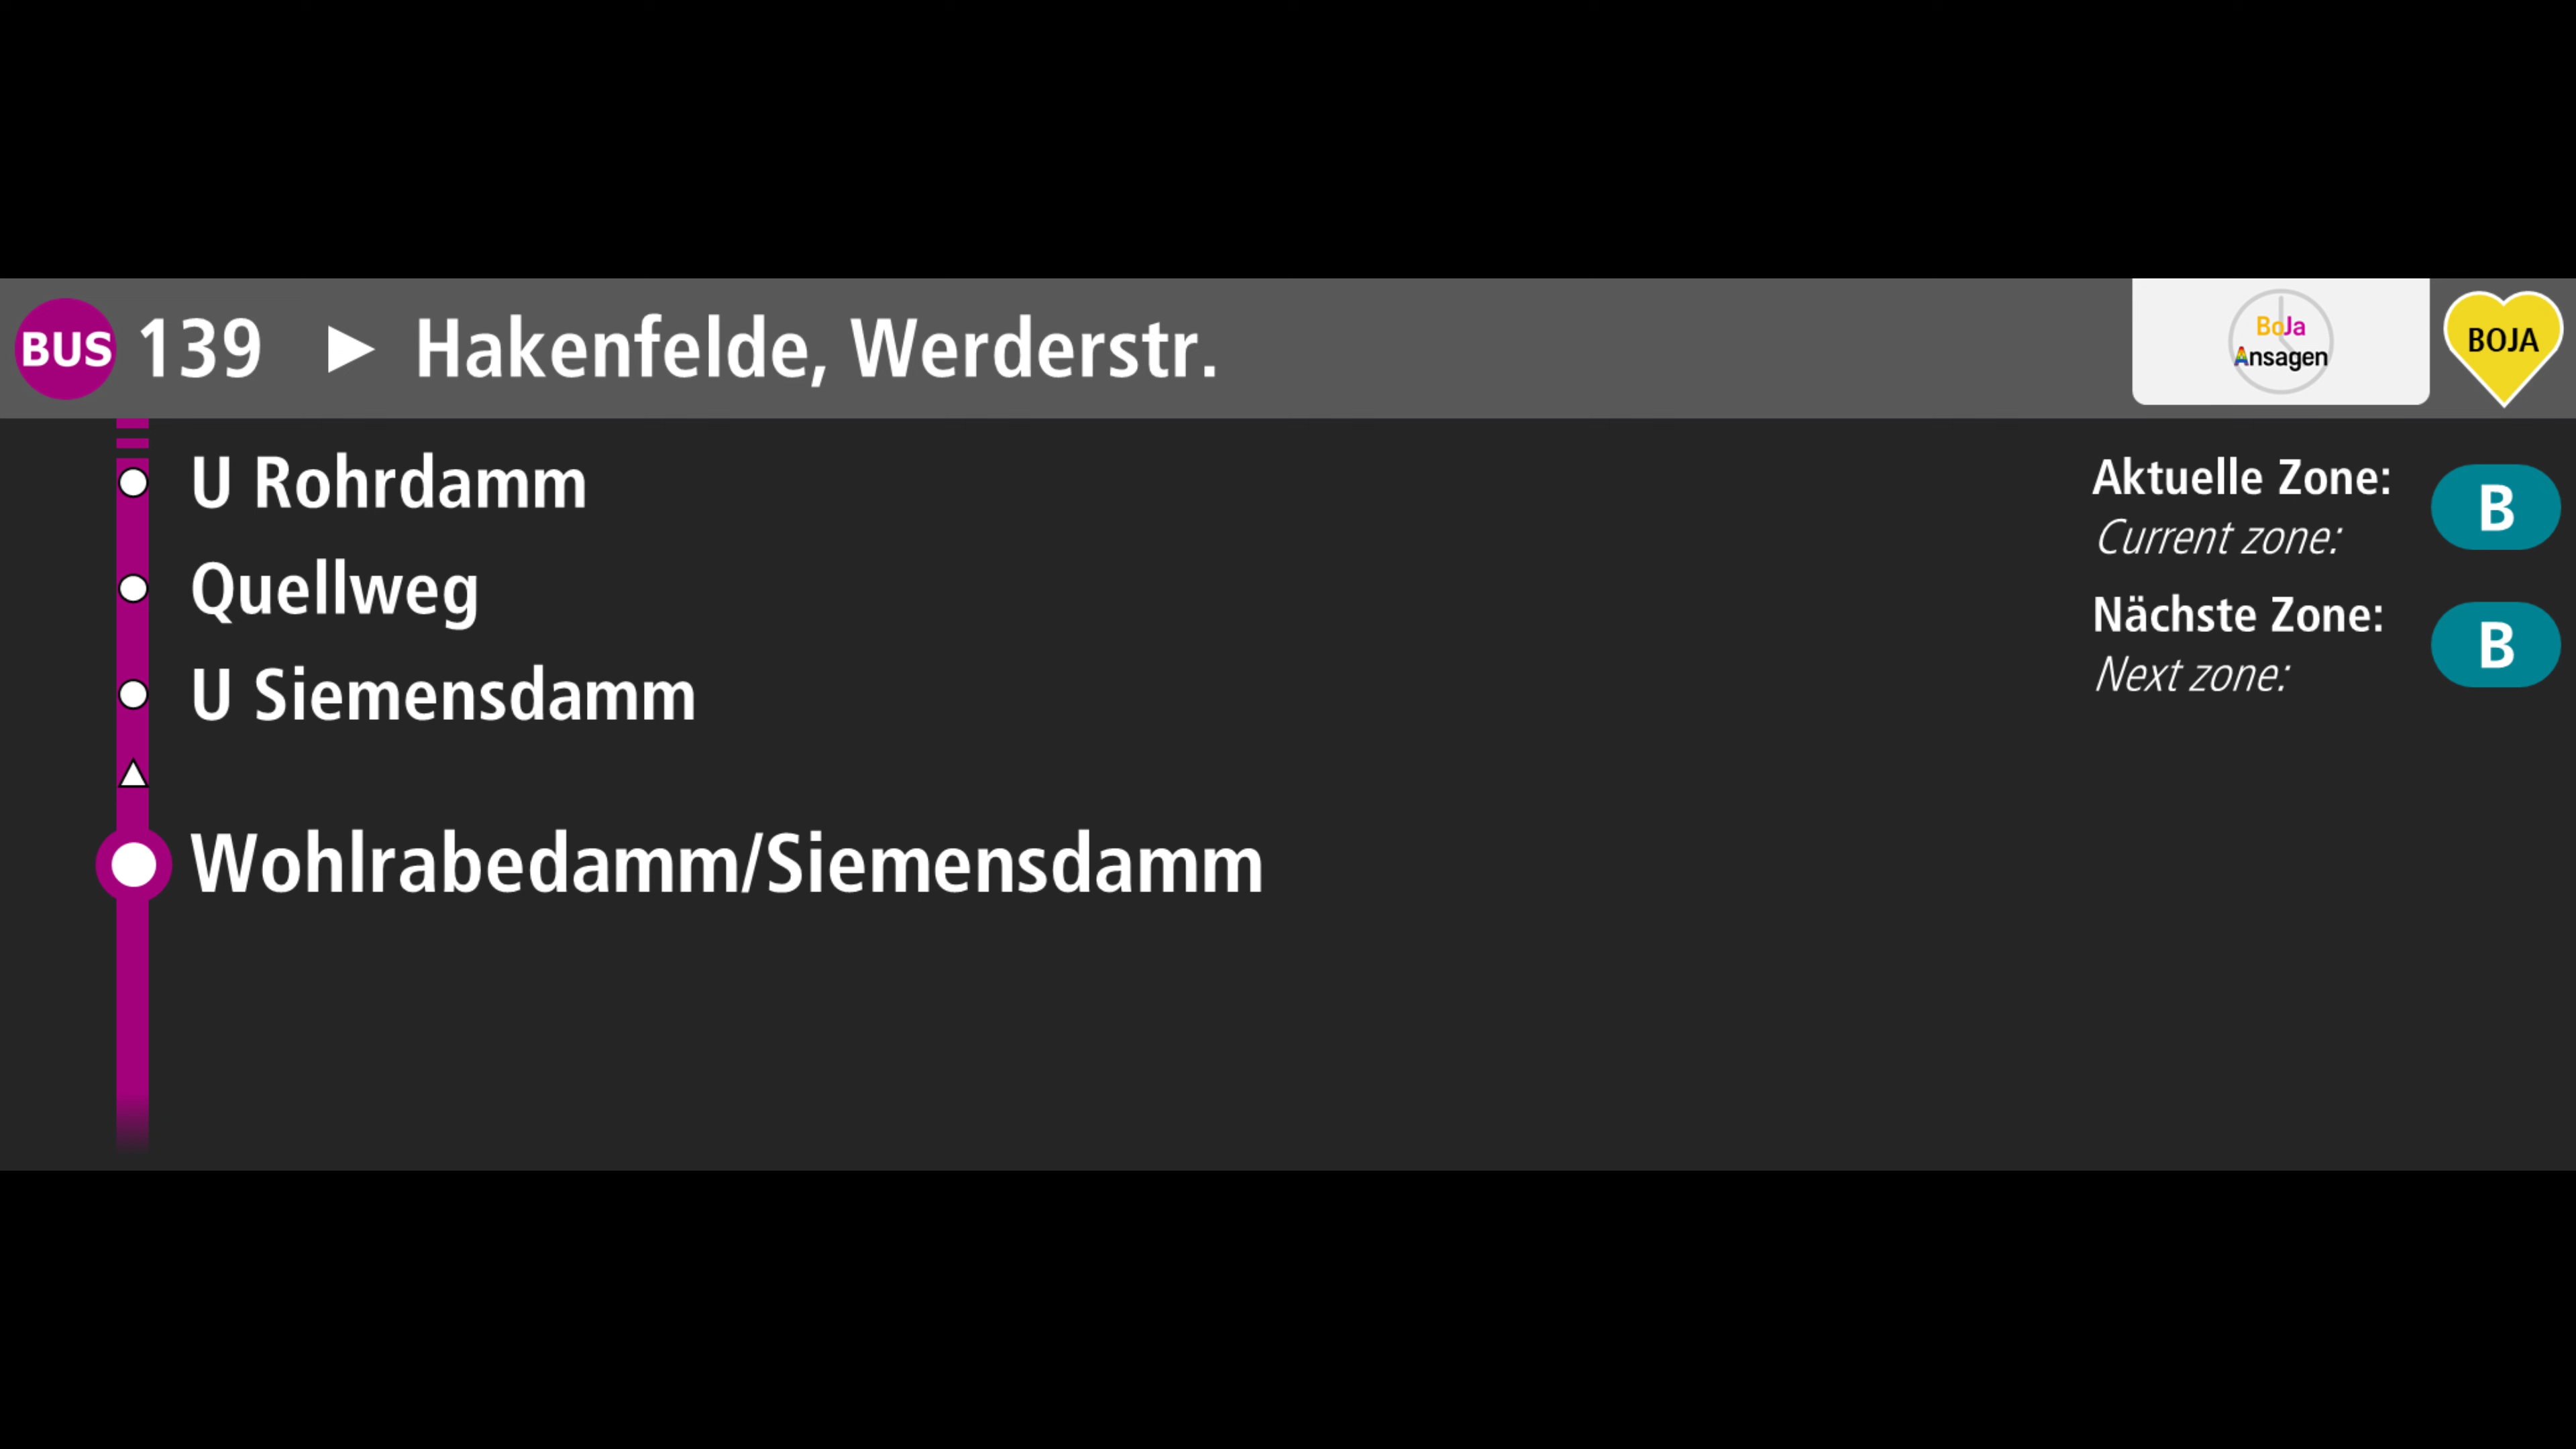 BUS 139 ► Hakenfelde, Werderstr.
BoJa
Ansagen
BOJA
U Rohrdamm
Quellweg
U Siemensdamm
Wohlrabedamm/Siemensdamm
Aktuelle Zone: B
Current zone:
Nächste Zone: B
Next zone: